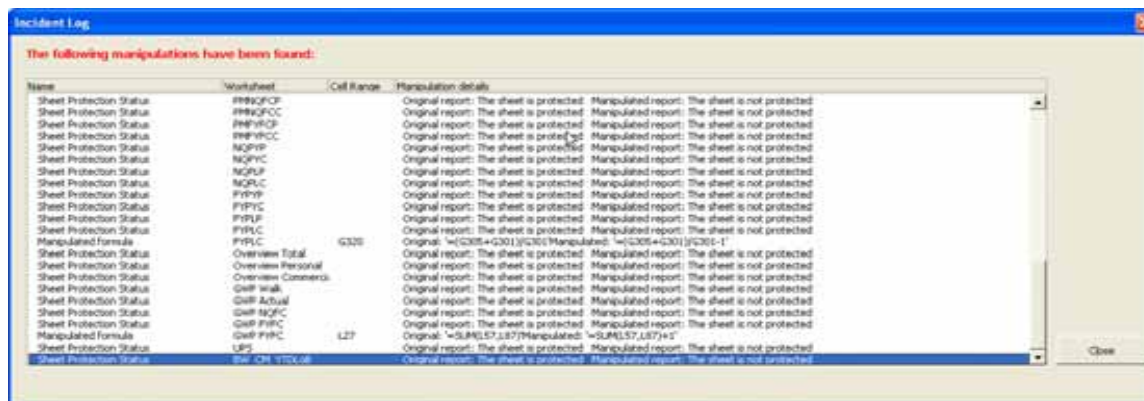 Incident Log
The following manipulations have been found:
Name Worksheet Cell Range Manipulation details
Sheet Protection Status PMNQFCP Original report: The sheet is protected Manipulated report: The sheet is not protected
Sheet Protection Status PMNQFCC Original report: The sheet is protected Manipulated report: The sheet is not protected
Sheet Protection Status PMFYFCP Original report: The sheet is protected Manipulated report: The sheet is not protected
Sheet Protection Status PMFYFCC Original report: The sheet is protected Manipulated report: The sheet is not protected
Sheet Protection Status NQPYP Original report: The sheet is protected Manipulated report: The sheet is not protected
Sheet Protection Status NQPYC Original report: The sheet is protected Manipulated report: The sheet is not protected
Sheet Protection Status NQPLP Original report: The sheet is protected Manipulated report: The sheet is not protected
Sheet Protection Status NQPLC Original report: The sheet is protected Manipulated report: The sheet is not protected
Sheet Protection Status FYPYP Original report: The sheet is protected Manipulated report: The sheet is not protected
Sheet Protection Status FYPYC Original report: The sheet is protected Manipulated report: The sheet is not protected
Sheet Protection Status FYPLP Original report: The sheet is protected Manipulated report: The sheet is not protected
Sheet Protection Status FYPLC Original report: The sheet is protected Manipulated report: The sheet is not protected
Manipulated formula FYPLC G320 Original: '=(G305+G301)/G301'Manipulated: '=(G305+G301)/G301-1'
Sheet Protection Status Overview Total Original report: The sheet is protected Manipulated report: The sheet is not protected
Sheet Protection Status Overview Personal Original report: The sheet is protected Manipulated report: The sheet is not protected
Sheet Protection Status Overview Commercia Original report: The sheet is protected Manipulated report: The sheet is not protected
Sheet Protection Status GWP Walk Original report: The sheet is protected Manipulated report: The sheet is not protected
Sheet Protection Status GWP Actual Original report: The sheet is protected Manipulated report: The sheet is not protected
Sheet Protection Status GWP NQFC Original report: The sheet is protected Manipulated report: The sheet is not protected
Sheet Protection Status GWP FYFC Original report: The sheet is protected Manipulated report: The sheet is not protected
Manipulated formula GWP FYFC L27 Original: '=SUM(L57,L87)'Manipulated: '=SUM(L57,L87)+1'
Sheet Protection Status UPS Original report: The sheet is protected Manipulated report: The sheet is not protected
Sheet Protection Status BW_CM_YTDLoB Original report: The sheet is protected Manipulated report: The sheet is not protected
Close